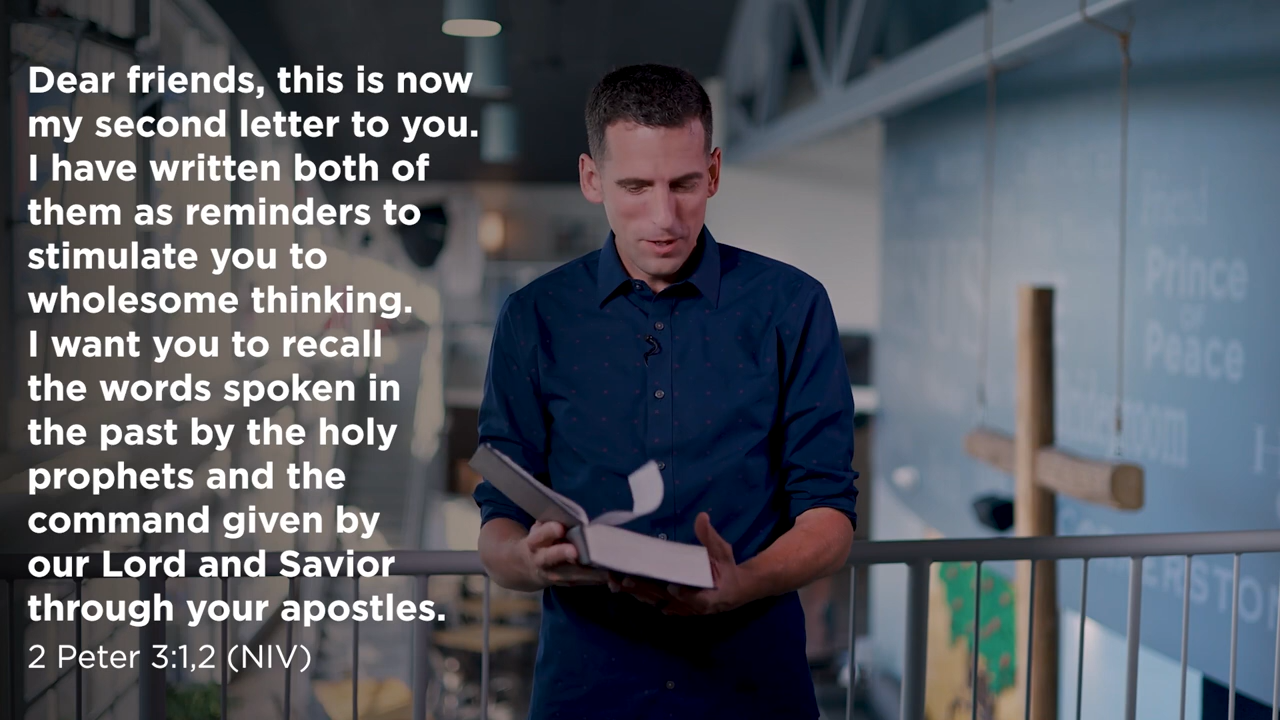 Dear friends, this is now
my second letter to you.
I have written both of
them as reminders to
stimulate you to
wholesome thinking.
I want you to recall
the words spoken in
the past by the holy
prophets and the
command given by
our Lord and Savior
through your apostles.
2 Peter 3:1,2 (NIV)
Prince
of
Peace